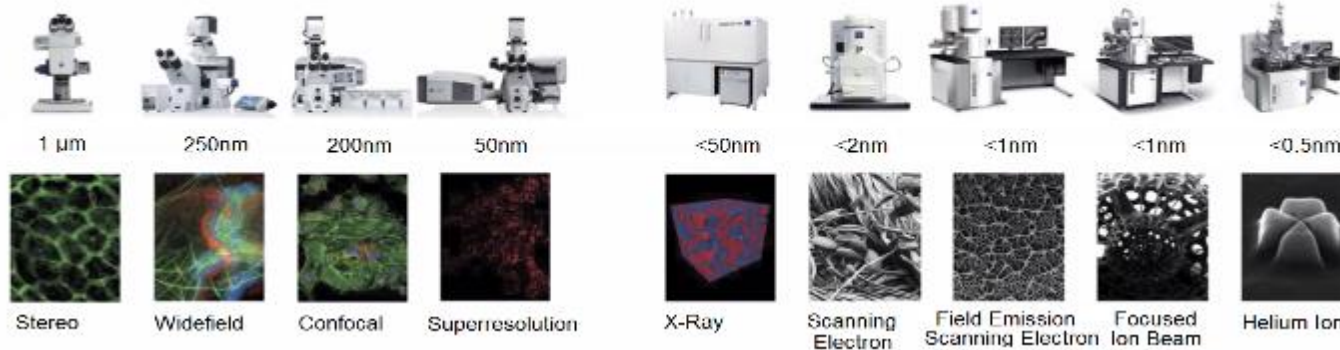 1 µm 250nm 200nm 50nm <50nm <2nm <1nm <1nm <0.5nm
Stereo Widefield Confocal Superresolution X-Ray Scanning Electron Field Emission Scanning Electron Focused Ion Beam Helium Ion